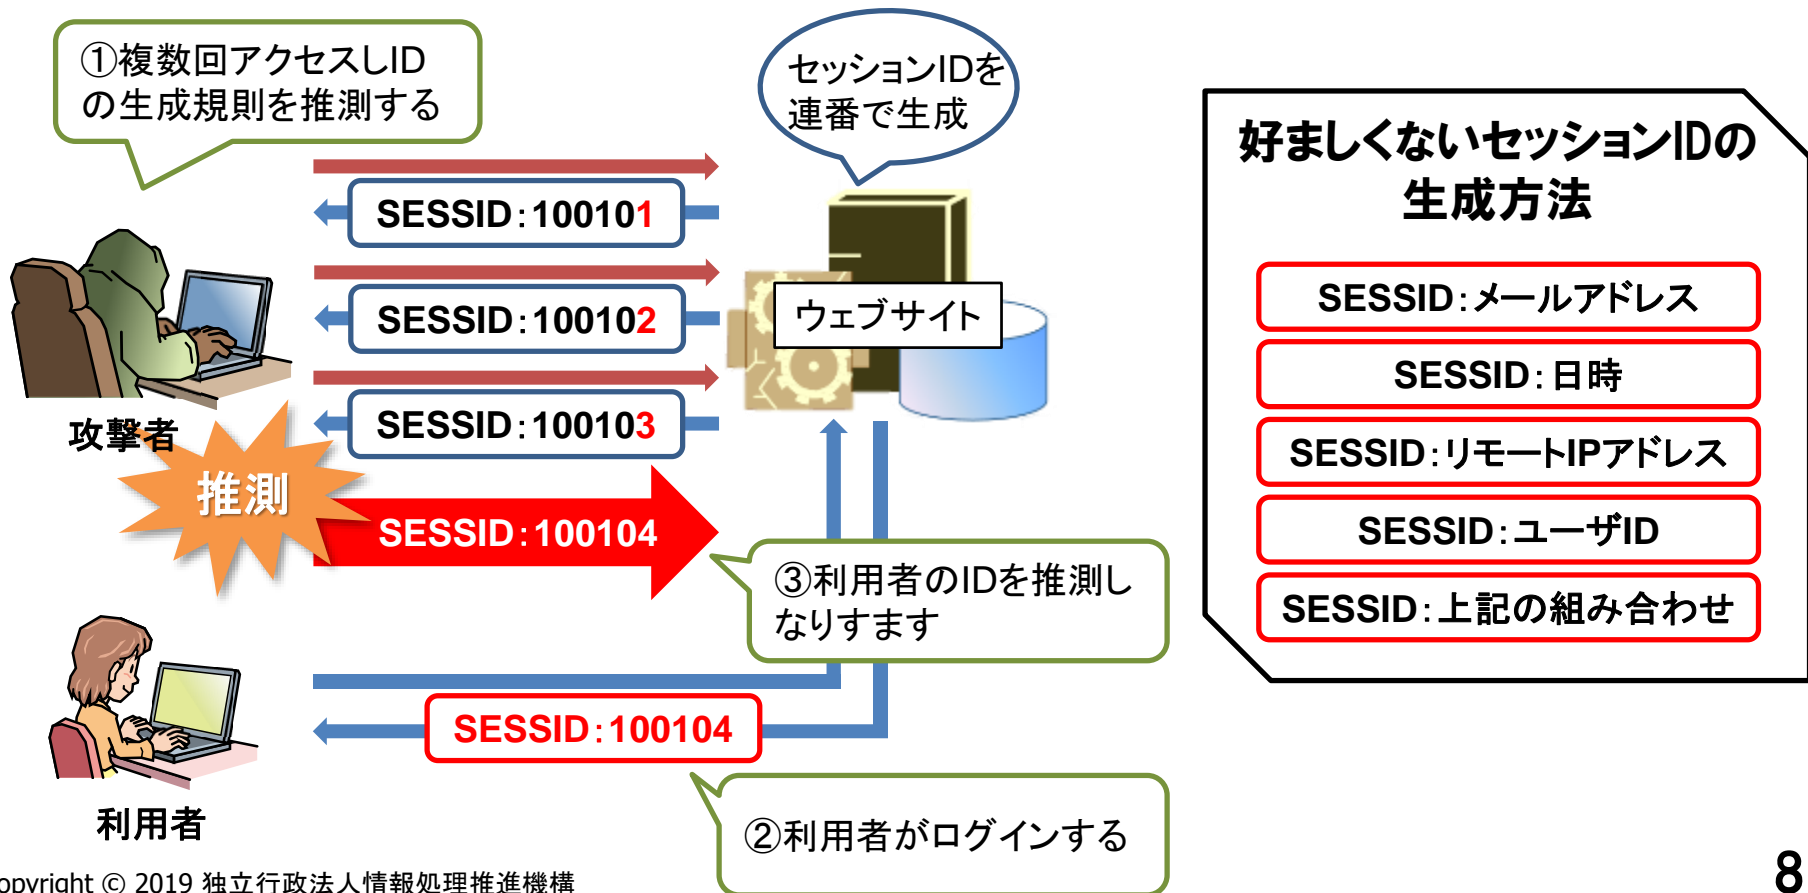 ①複数回アクセスしID
の生成規則を推測する
セッションIDを
連番で生成
SESSID：100101
SESSID：100102
SESSID：100103
ウェブサイト
攻撃者
推測
SESSID：100104
③利用者のIDを推測し
なりすます
SESSID：100104
利用者
②利用者がログインする
好ましくないセッションIDの
生成方法
SESSID：メールアドレス
SESSID：日時
SESSID：リモートIPアドレス
SESSID：ユーザID
SESSID：上記の組み合わせ
opyright © 2019 独立行政法人情報処理推進機構
8